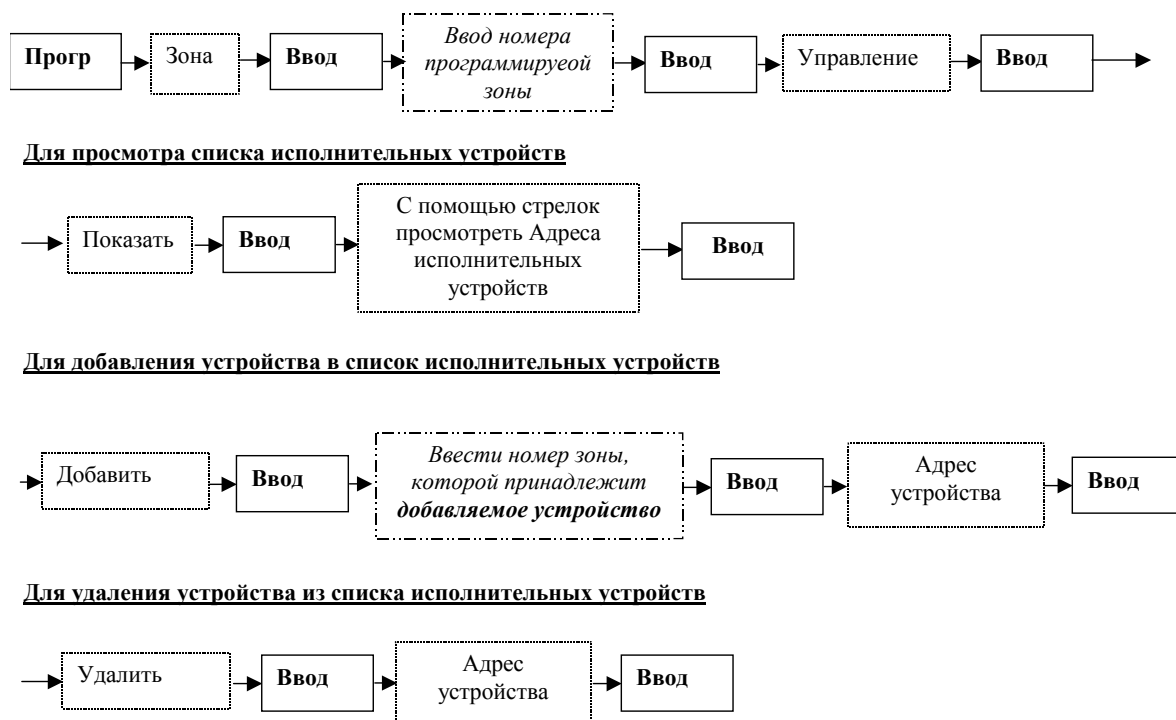 Прогр
Зона
Ввод
Ввод номера
программируеой
зоны
Ввод
Управление
Ввод
Для просмотра списка исполнительных устройств
Показать
Ввод
С помощью стрелок
просмотреть Адреса
исполнительных
устройств
Ввод
Для добавления устройства в список исполнительных устройств
Добавить
Ввод
Ввести номер зоны,
которой принадлежит
добавляемое устройство
Ввод
Адрес
устройства
Ввод
Для удаления устройства из списка исполнительных устройств
Удалить
Ввод
Адрес
устройства
Ввод